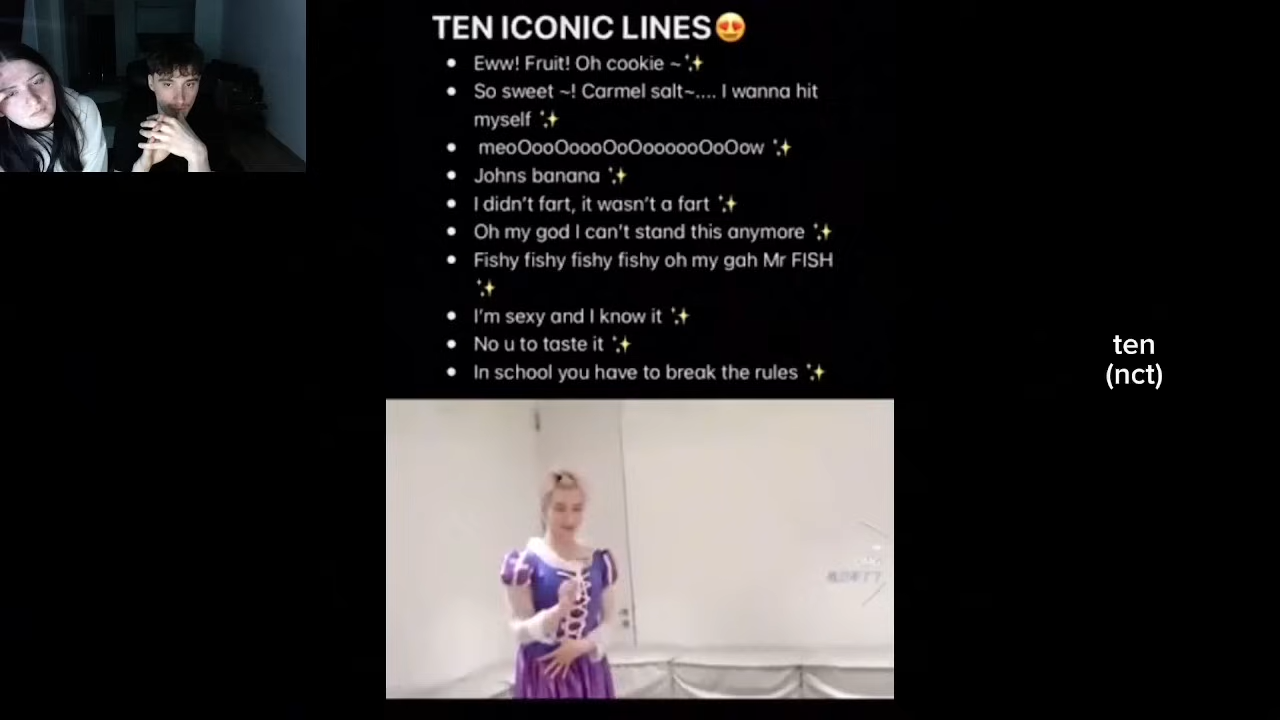 TEN ICONIC LINES😍
• Eww! Fruit! Oh cookie ~✨
• So sweet ~! Carmel salt~.... I wanna hit
myself ✨
• meoOooOoooOoOoooooOoOow ✨
• Johns banana ✨
• I didn't fart, it wasn't a fart ✨
• Oh my god I can't stand this anymore ✨
• Fishy fishy fishy fishy oh my gah Mr FISH
✨
• I'm sexy and I know it ✨
• No u to taste it ✨
• In school you have to break the rules ✨
ten
(nct)